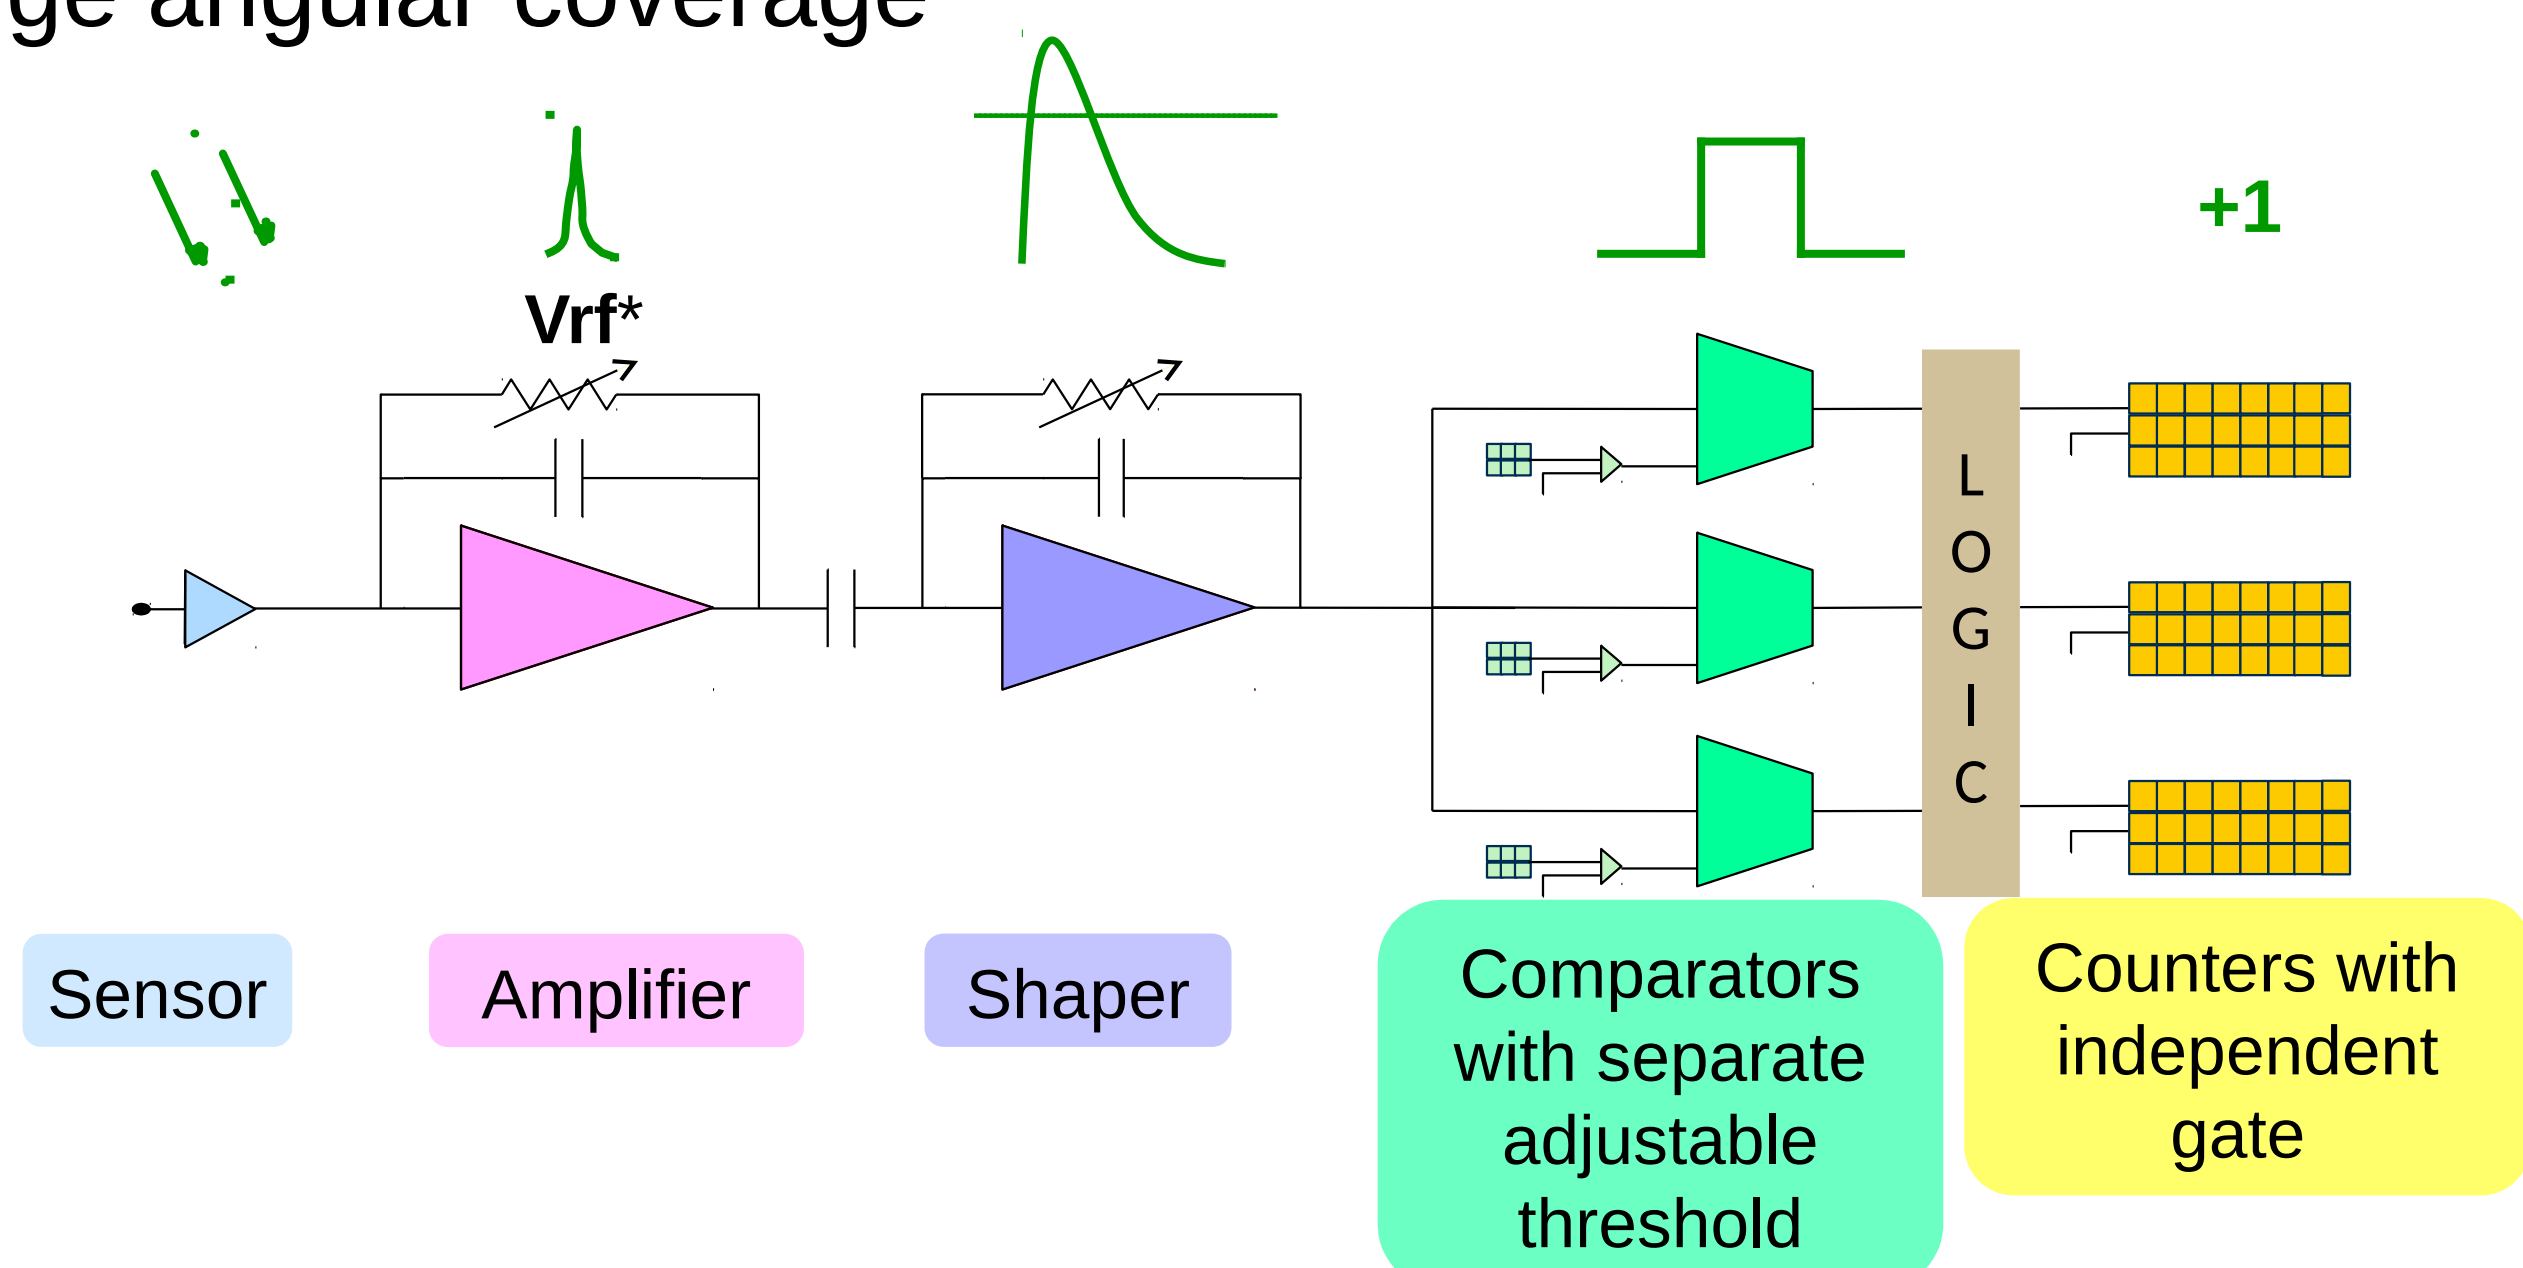 ge angular coverage
+1
Vrf*
L
O
G
I
C
Sensor
Amplifier
Shaper
Comparators
with separate
adjustable
threshold
Counters with
independent
gate